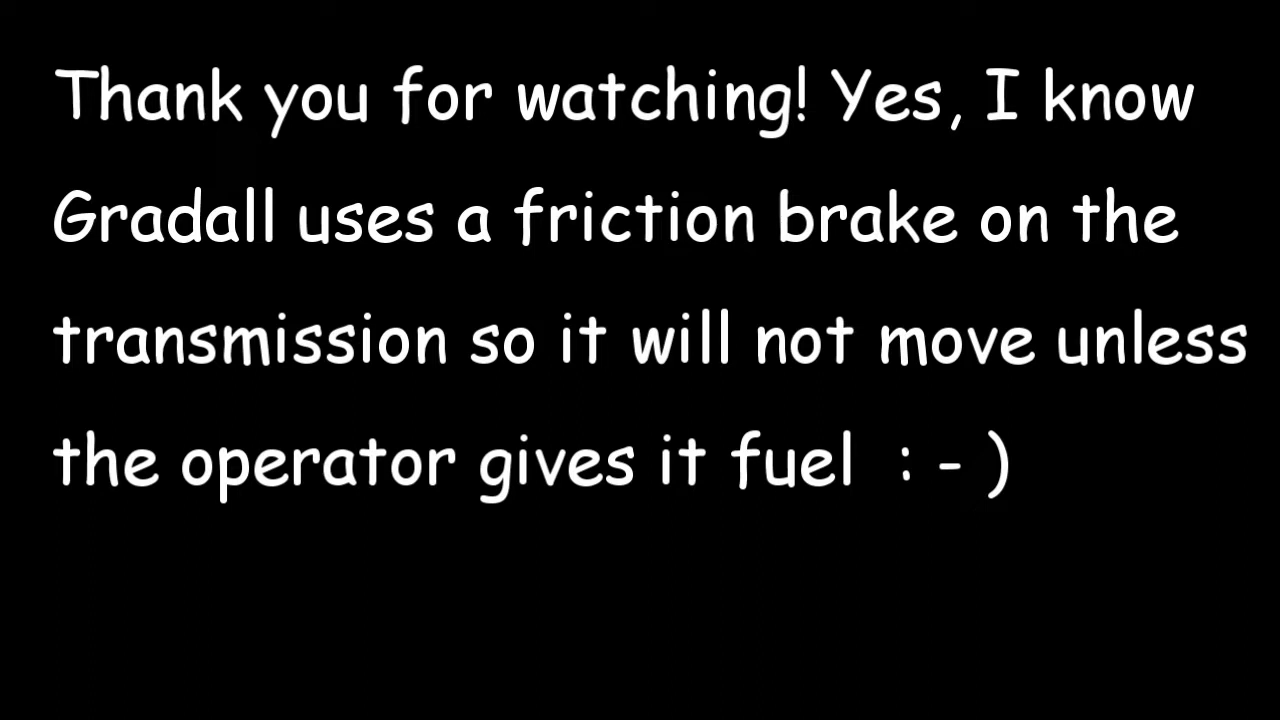 Thank you for watching! Yes, I know
Gradall uses a friction brake on the
transmission so it will not move unless
the operator gives it fuel  : - )